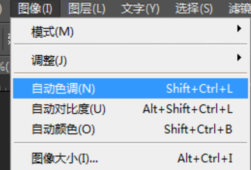 图像(I) 图层(L) 文字(Y) 选择(S) 滤镜
模式(M)
调整(J)
自动色调(N) Shift+Ctrl+L
自动对比度(U) Alt+Shift+Ctrl+L
自动颜色(O) Shift+Ctrl+B
图像大小(I)... Alt+Ctrl+I